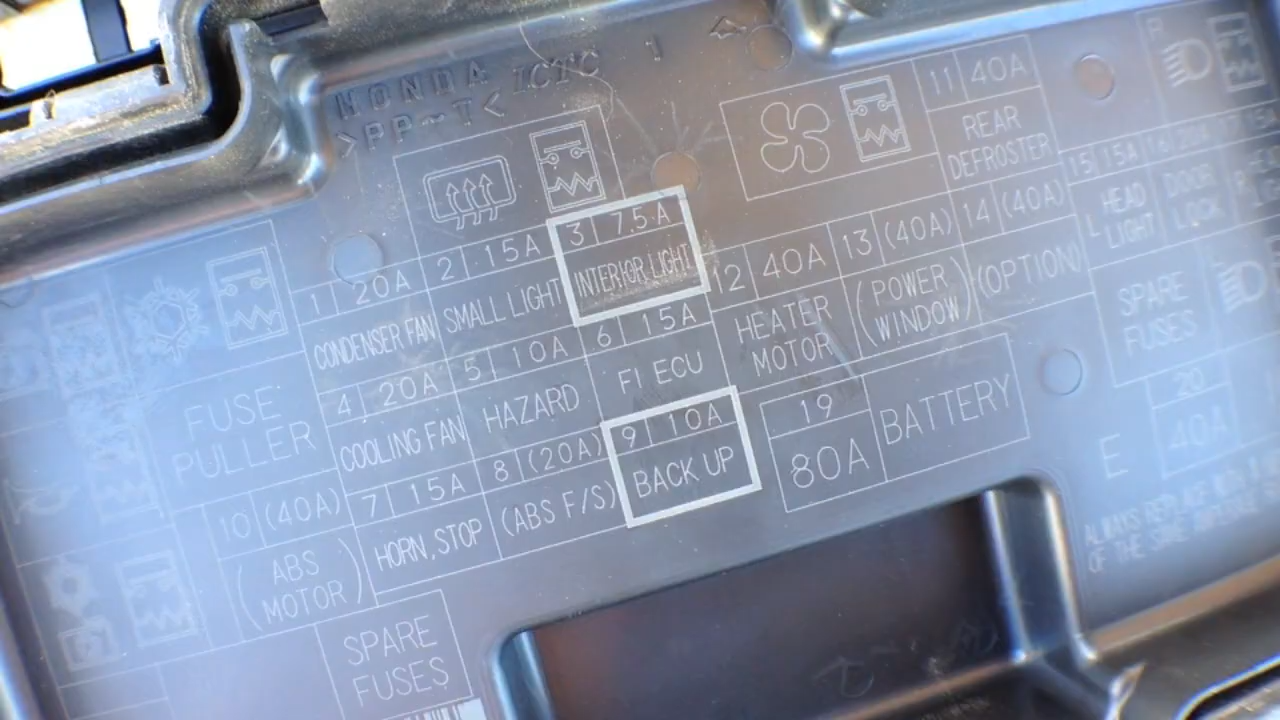 HONDA ICTC 1
>PP-T<
11 40A
REAR
DEFROSTER
1 20A
CONDENSER FAN
2 15A
SMALL LIGHT
3 7.5A
INTERIOR LIGHT
12 40A
HEATER
MOTOR
13 (40A)
(POWER
WINDOW)
14 (40A)
(OPTION)
15 15A
L HEAD
LIGHT
DOOR
LOCK
FUSE
PULLER
4 20A
COOLING FAN
5 10A
HAZARD
6 15A
FI ECU
SPARE
FUSES
10 (40A)
(ABS
MOTOR)
7 15A
HORN, STOP
8 (20A)
(ABS F/S)
9 10A
BACK UP
19
80A
BATTERY
E
20
40A
ALWAYS REPLACE WITH
OF THE SAME
SPARE
FUSES